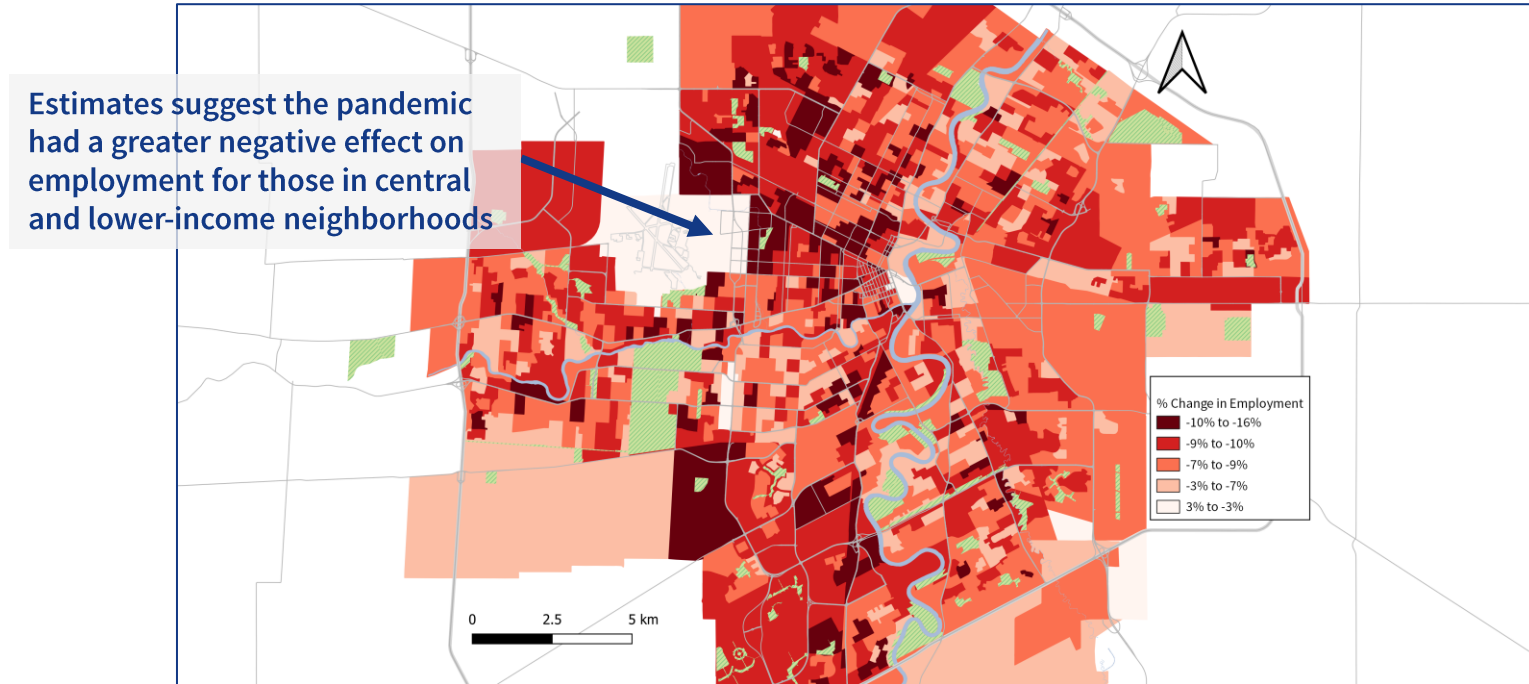 Estimates suggest the pandemic
had a greater negative effect on
employment for those in central
and lower-income neighborhoods
% Change in Employment
-10% to -16%
-9% to -10%
-7% to -9%
-3% to -7%
3% to -3%
0 2.5 5 km